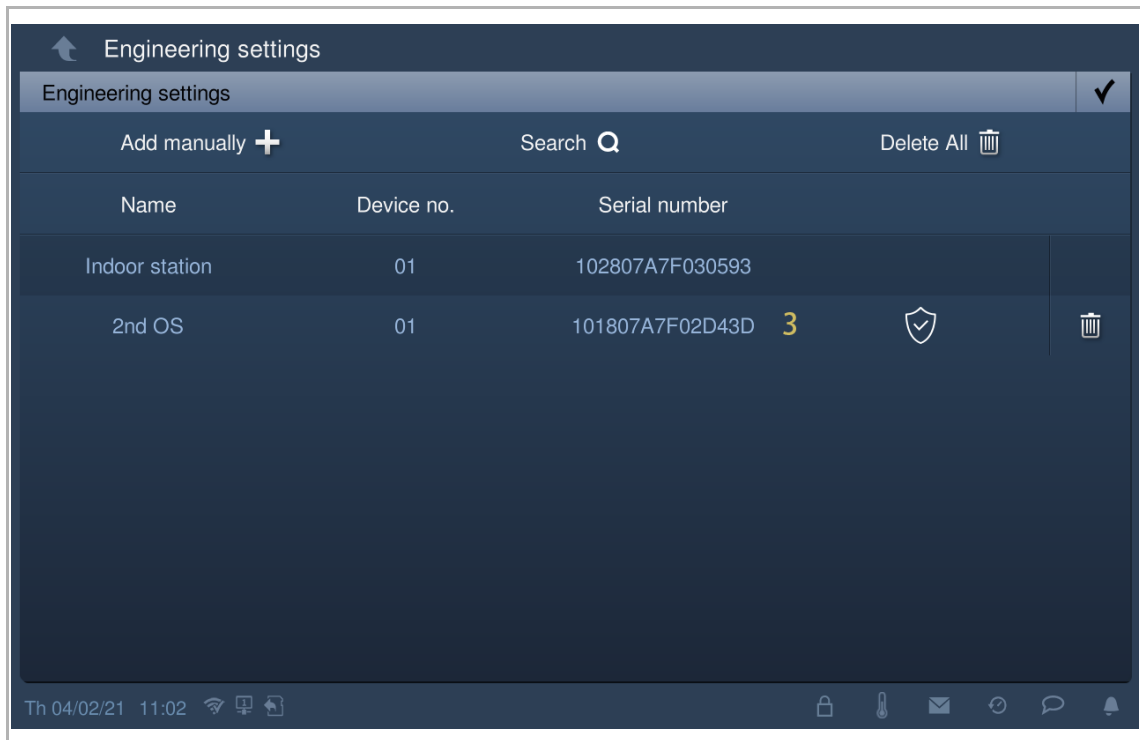 Engineering settings
Engineering settings
Add manually Search Delete All
Name Device no. Serial number
Indoor station 01 102807A7F030593
2nd OS 01 101807A7F02D43D 3
Th 04/02/21 11:02 1